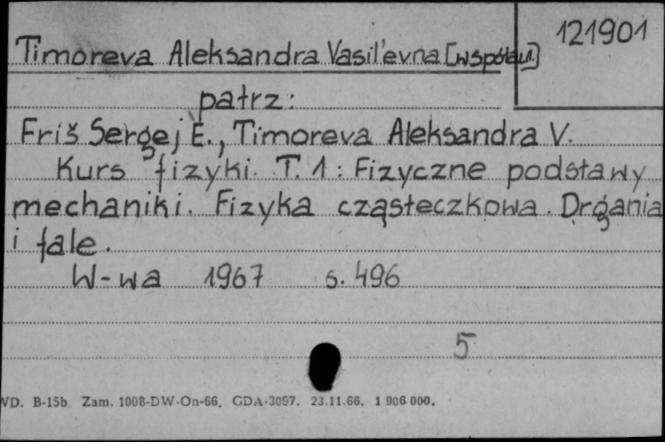 121901
Timoreva Aleksandra Vasil'evna [współaut.]
patrz:
Friš Sergej E., Timoreva Aleksandra V.
Kurs fizyki. T. 1: Fizyczne podstawy
mechaniki. Fizyka cząsteczkowa. Drgania
i fale.
W-wa 1967 s. 496
5
WD. B-15b Zam. 1008-DW-On-66. GDA-3097. 23.11.66. 1 906 000.